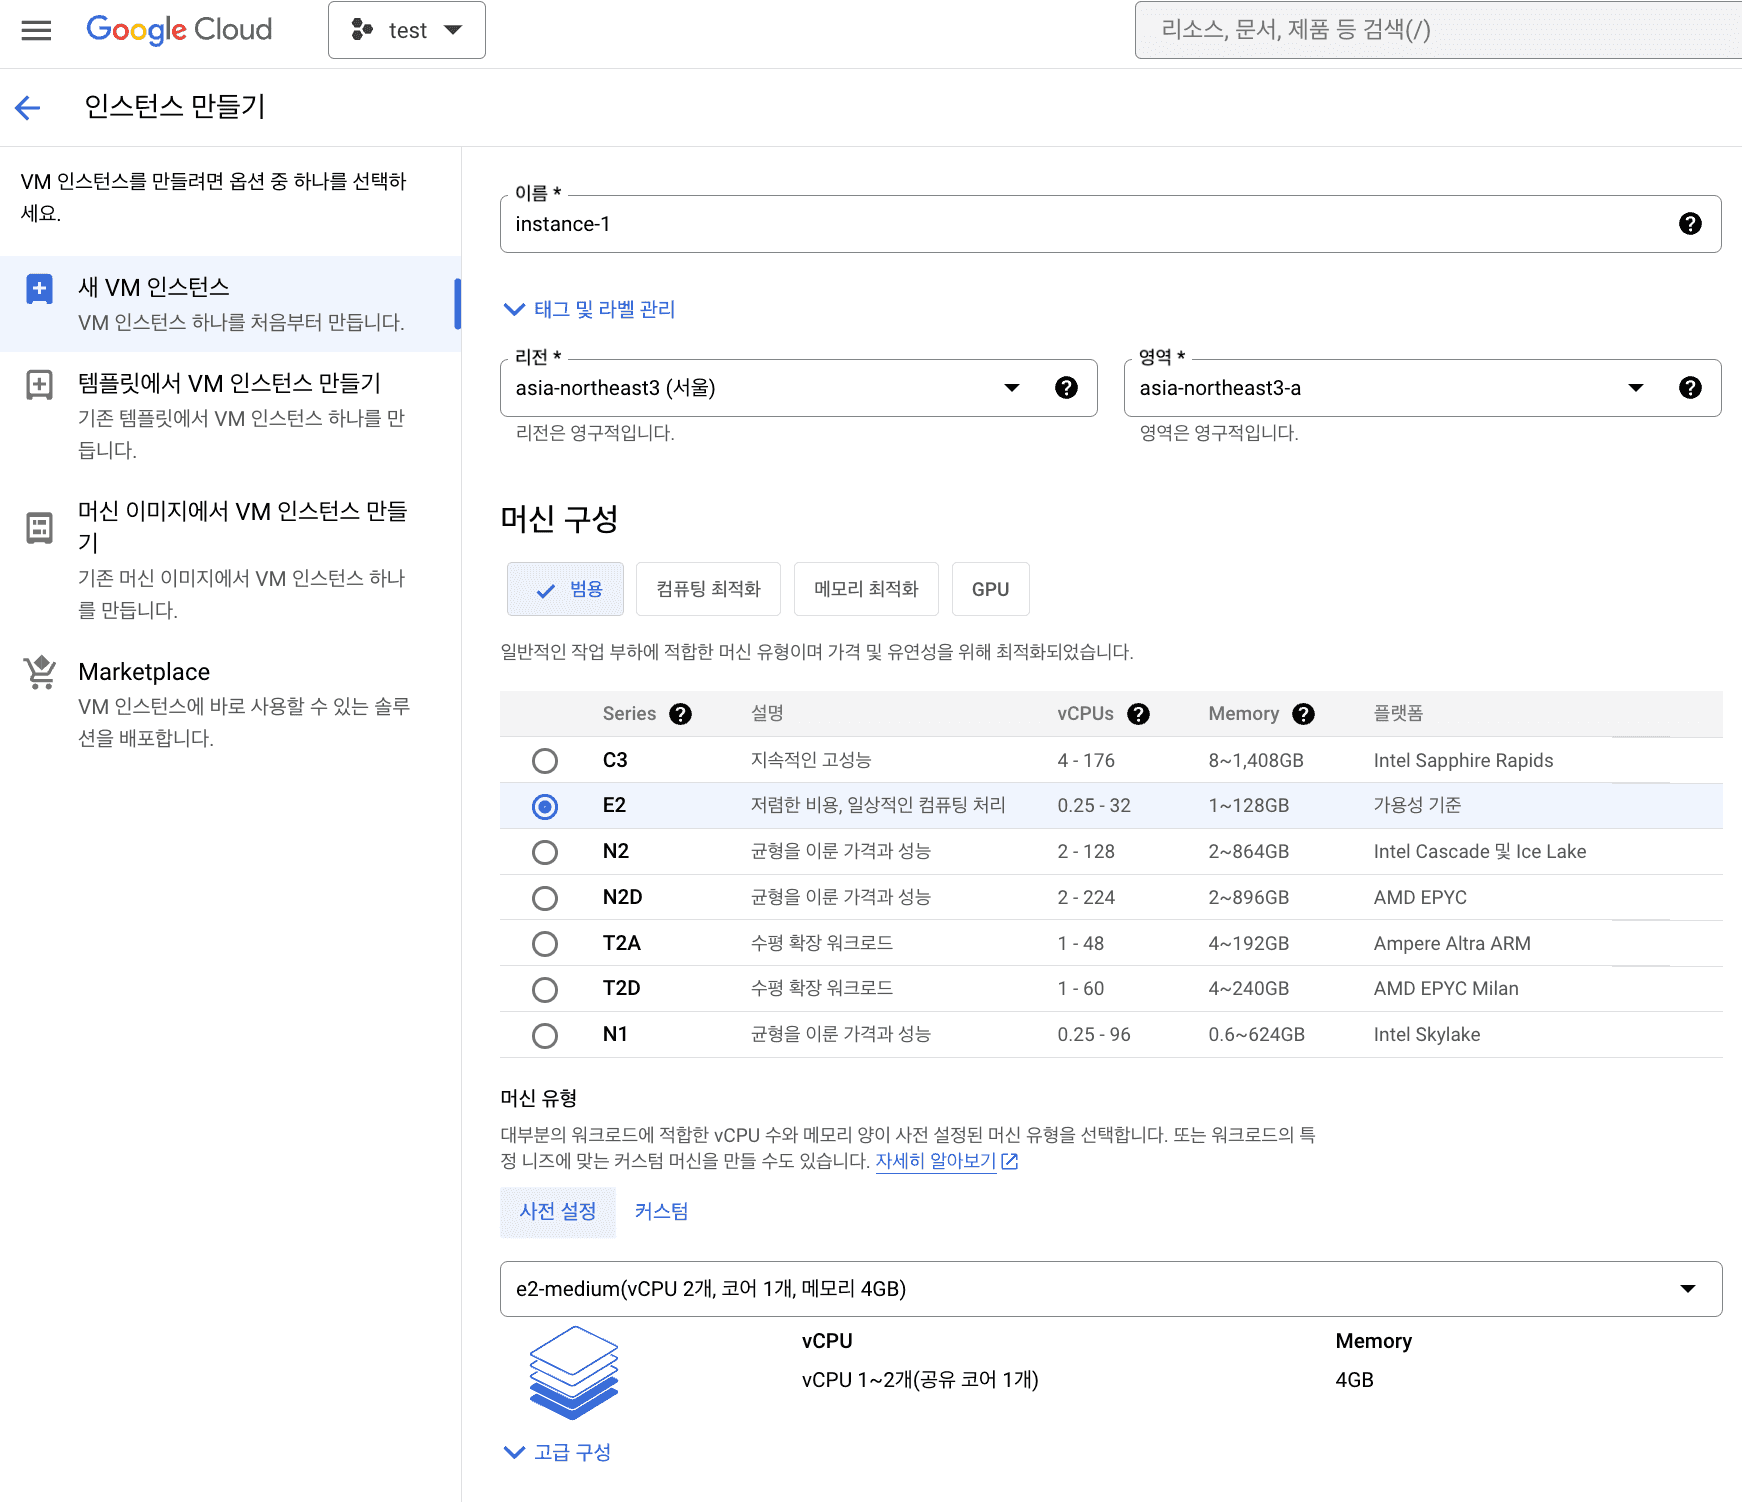 Google Cloud
test
리소스, 문서, 제품 등 검색(/)
인스턴스 만들기
VM 인스턴스를 만들려면 옵션 중 하나를 선택하
세요.
새 VM 인스턴스
VM 인스턴스 하나를 처음부터 만듭니다.
템플릿에서 VM 인스턴스 만들기
기존 템플릿에서 VM 인스턴스 하나를 만
듭니다.
머신 이미지에서 VM 인스턴스 만들
기
기존 머신 이미지에서 VM 인스턴스 하나
를 만듭니다.
Marketplace
VM 인스턴스에 바로 사용할 수 있는 솔루
션을 배포합니다.
이름 *
instance-1
태그 및 라벨 관리
리전 *
asia-northeast3 (서울)
리전은 영구적입니다.
영역 *
asia-northeast3-a
영역은 영구적입니다.
머신 구성
범용 컴퓨팅 최적화 메모리 최적화 GPU
일반적인 작업 부하에 적합한 머신 유형이며 가격 및 유연성을 위해 최적화되었습니다.
Series 설명 vCPUs Memory 플랫폼
C3 지속적인 고성능 4 - 176 8~1,408GB Intel Sapphire Rapids
E2 저렴한 비용, 일상적인 컴퓨팅 처리 0.25 - 32 1~128GB 가용성 기준
N2 균형을 이룬 가격과 성능 2 - 128 2~864GB Intel Cascade 및 Ice Lake
N2D 균형을 이룬 가격과 성능 2 - 224 2~896GB AMD EPYC
T2A 수평 확장 워크로드 1 - 48 4~192GB Ampere Altra ARM
T2D 수평 확장 워크로드 1 - 60 4~240GB AMD EPYC Milan
N1 균형을 이룬 가격과 성능 0.25 - 96 0.6~624GB Intel Skylake
머신 유형
대부분의 워크로드에 적합한 vCPU 수와 메모리 양이 사전 설정된 머신 유형을 선택합니다. 또는 워크로드의 특
정 니즈에 맞는 커스텀 머신을 만들 수도 있습니다. 자세히 알아보기
사전 설정 커스텀
e2-medium(vCPU 2개, 코어 1개, 메모리 4GB)
vCPU Memory
vCPU 1~2개(공유 코어 1개) 4GB
고급 구성